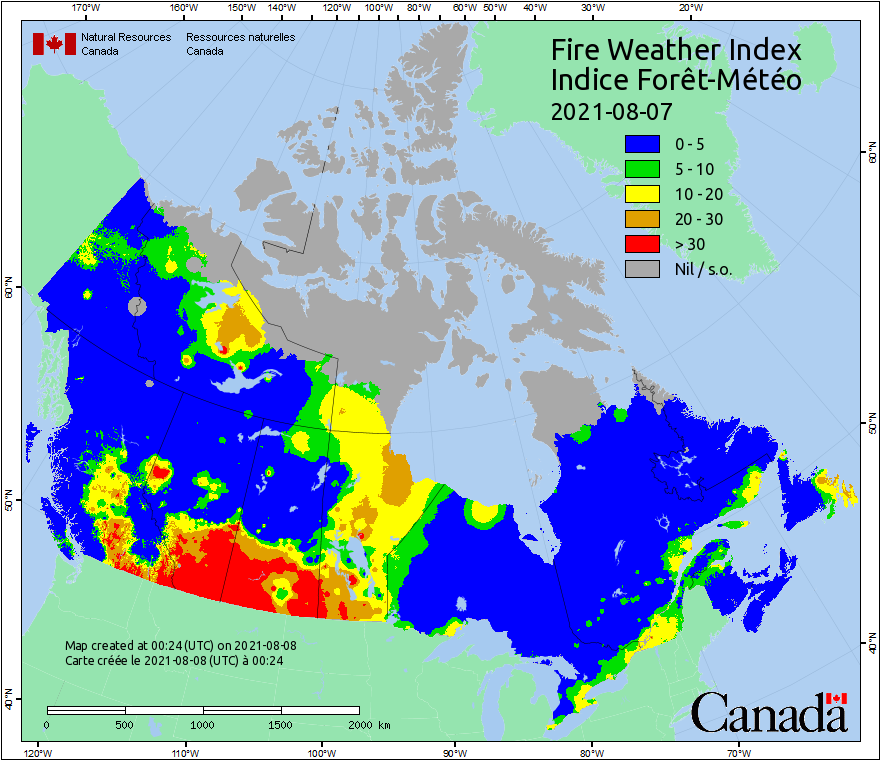 170°W 160°W 150°W 140°W 130°W 120°W 110°W 100°W 90°W 80°W 70°W 60°W 50°W 40°W 30°W 20°W
Natural Resources Canada
Ressources naturelles Canada
Fire Weather Index
Indice Forêt-Météo
2021-08-07
0 - 5
5 - 10
10 - 20
20 - 30
> 30
Nil / s.o.
60°N
60°N
50°N
50°N
40°N
40°N
Map created at 00:24 (UTC) on 2021-08-08
Carte créée le 2021-08-08 (UTC) à 00:24
0 500 1000 1500 2000 km
Canada
120°W 110°W 100°W 90°W 80°W 70°W